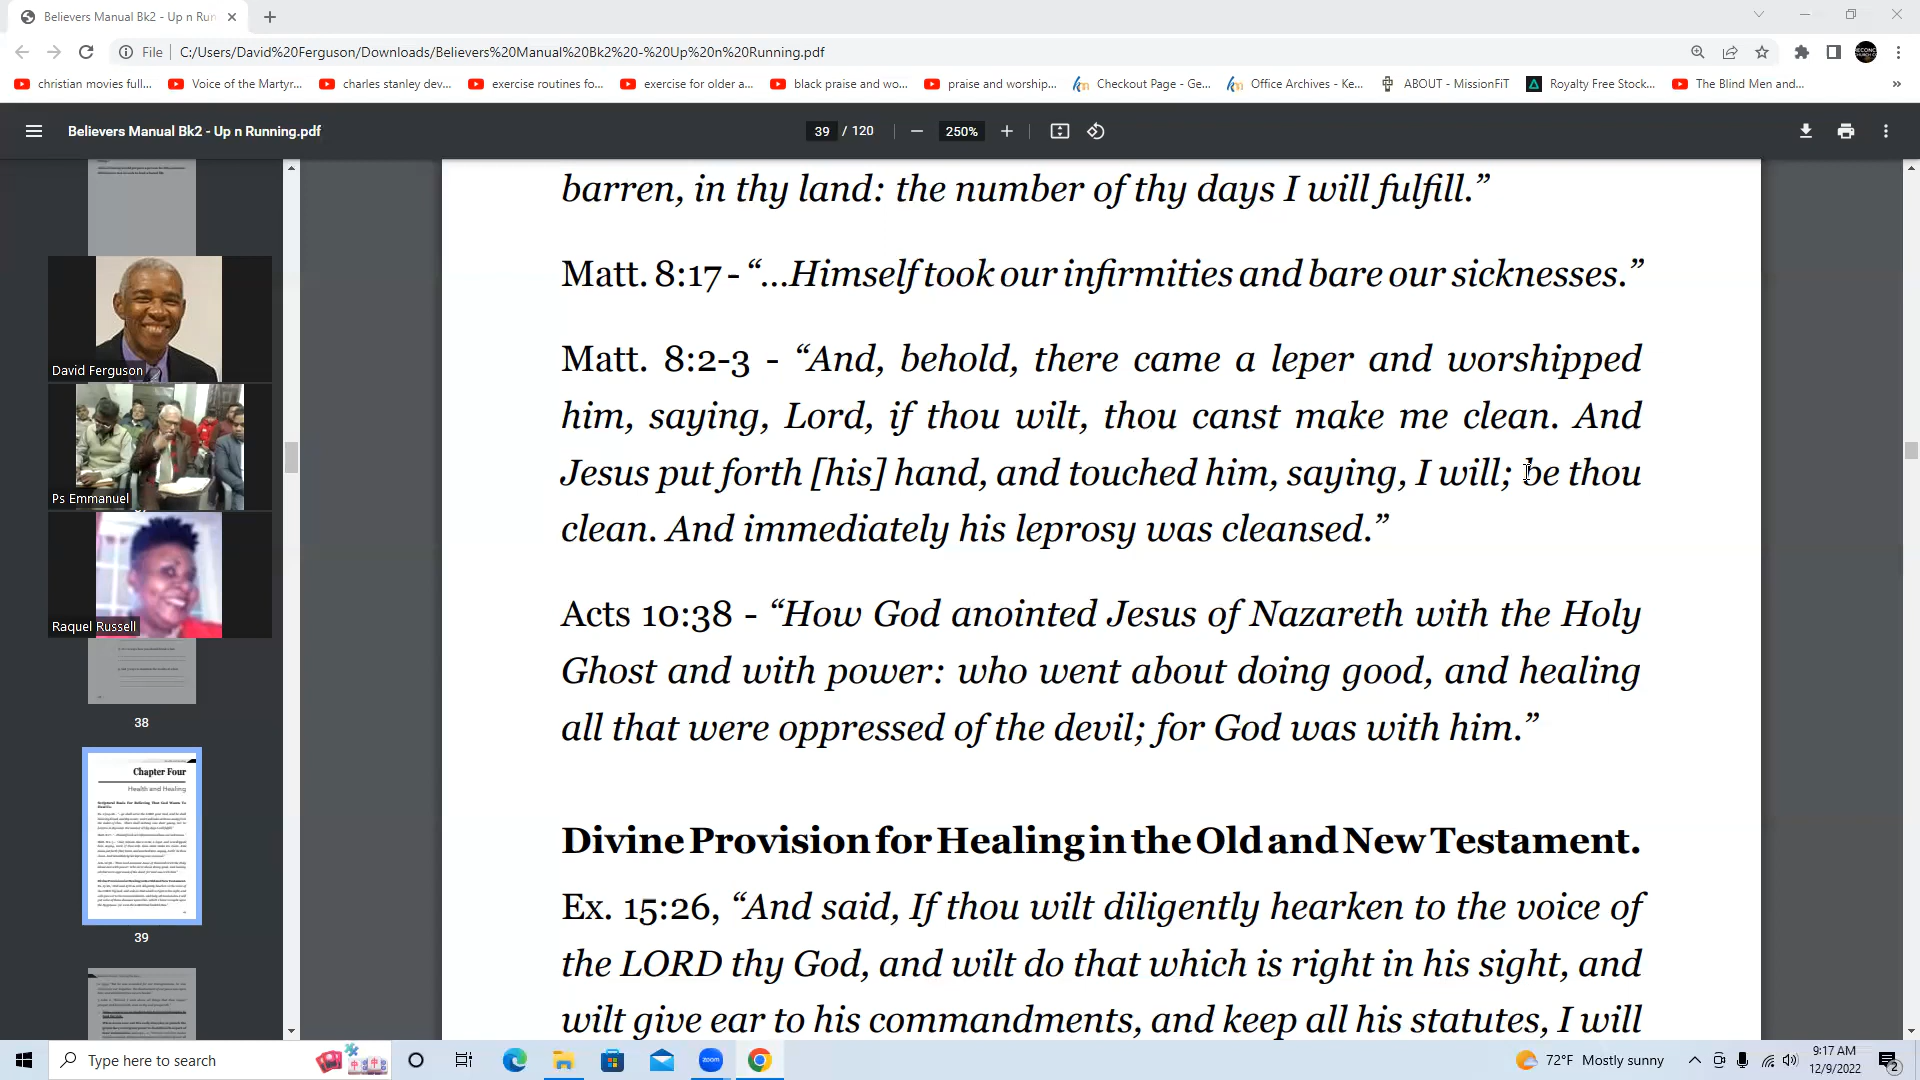 Believers Manual Bk2 - Up n Run
File C:/Users/David%20Ferguson/Downloads/Believers%20Manual%20Bk2%20-%20Up%20n%20Running.pdf
christian movies full... Voice of the Martyr... charles stanley dev... exercise routines fo... exercise for older a... black praise and wo... praise and worship... Checkout Page - Ge... Office Archives - Ke... ABOUT - MissionFiT Royalty Free Stock... The Blind Men and... »
Believers Manual Bk2 - Up n Running.pdf 39 / 120 250%
barren, in thy land: the number of thy days I will fulfill.”
Matt. 8:17 - “…Himself took our infirmities and bare our sicknesses.”
Matt. 8:2-3 - “And, behold, there came a leper and worshipped
him, saying, Lord, if thou wilt, thou canst make me clean. And
Jesus put forth [his] hand, and touched him, saying, I will; be thou
clean. And immediately his leprosy was cleansed.”
Acts 10:38 - “How God anointed Jesus of Nazareth with the Holy
Ghost and with power: who went about doing good, and healing
all that were oppressed of the devil; for God was with him.”
Divine Provision for Healing in the Old and New Testament.
Ex. 15:26, “And said, If thou wilt diligently hearken to the voice of
the LORD thy God, and wilt do that which is right in his sight, and
wilt give ear to his commandments, and keep all his statutes, I will
David Ferguson
Ps Emmanuel
Raquel Russell
38
Chapter Four
Health and Healing
39
Type here to search
zoom
72°F Mostly sunny
9:17 AM
12/9/2022
2